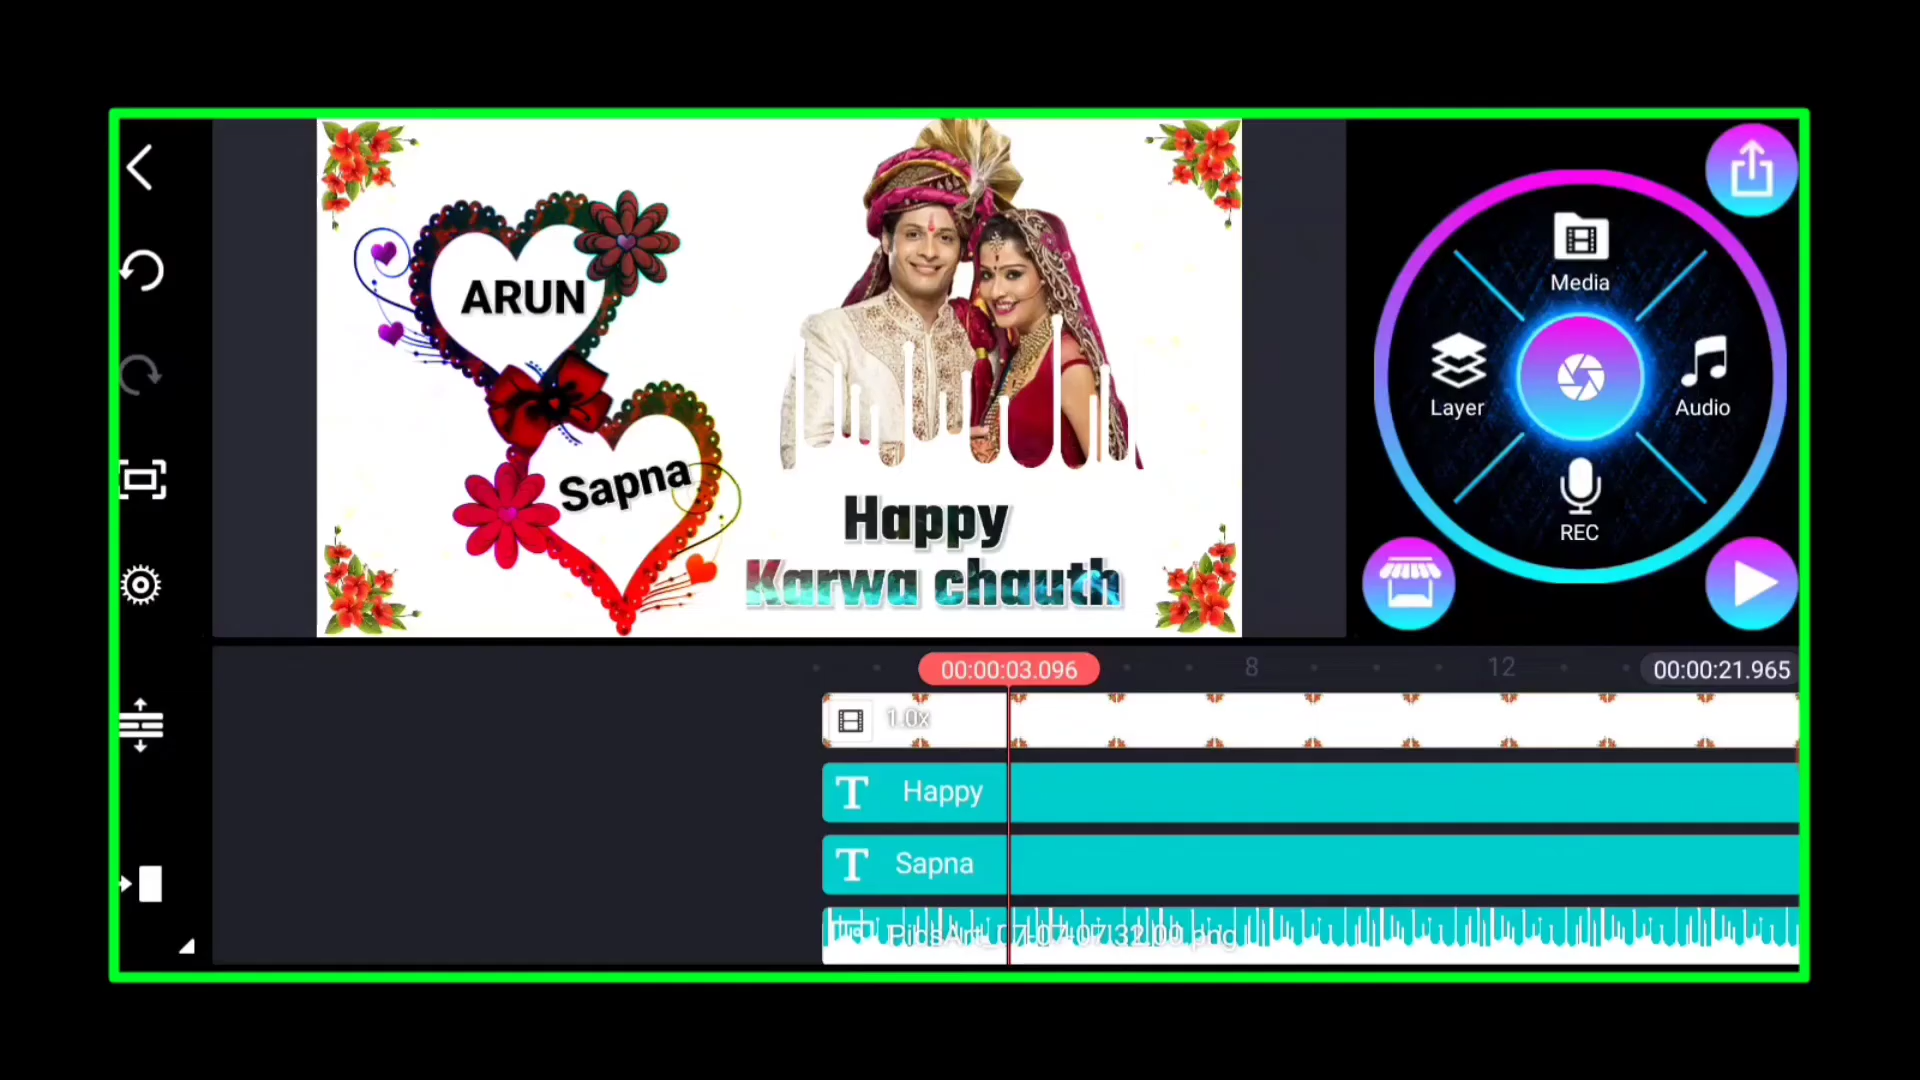 ARUN
Sapna
Happy
Karwa chauth
Media
Layer
Audio
REC
00:00:03.096
8
12
00:00:21.965
1.0x
T Happy
T Sapna